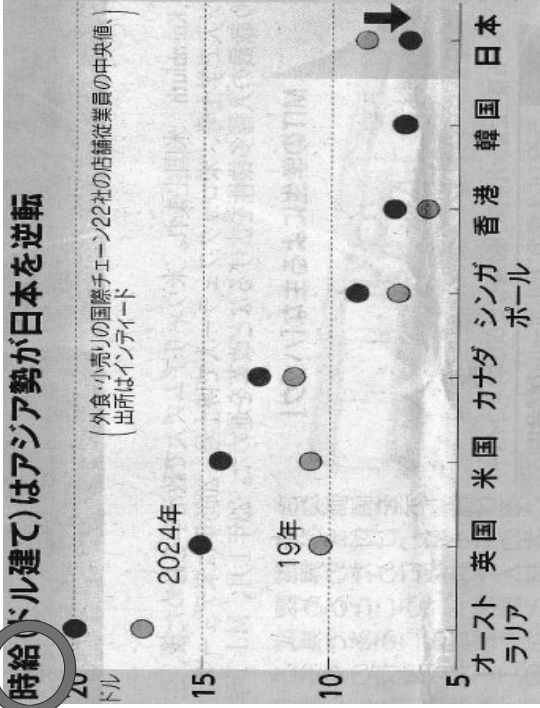 時給(ドル建て)はアジア勢が日本を逆転
(外食・小売りの国際チェーン22社の店舗従業員の中央値、
出所はインディード)
20
ドル
15
10
5
2024年
19年
オースト
ラリア
英国
米国
カナダ
シンガ
ポール
香港
韓国
日本